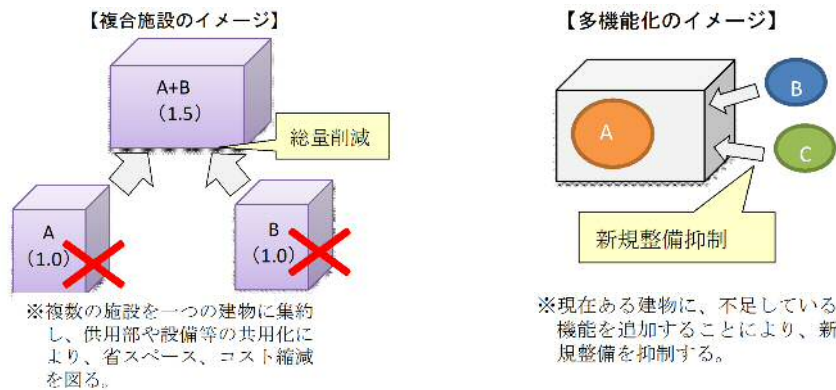 【複合施設のイメージ】
A+B
（1.5）
総量削減
A
（1.0）
B
（1.0）
※複数の施設を一つの建物に集約
し、供用部や設備等の共用化に
より、省スペース、コスト縮減
を図る。
【多機能化のイメージ】
A
B
C
新規整備抑制
※現在ある建物に、不足している
機能を追加することにより、新
規整備を抑制する。